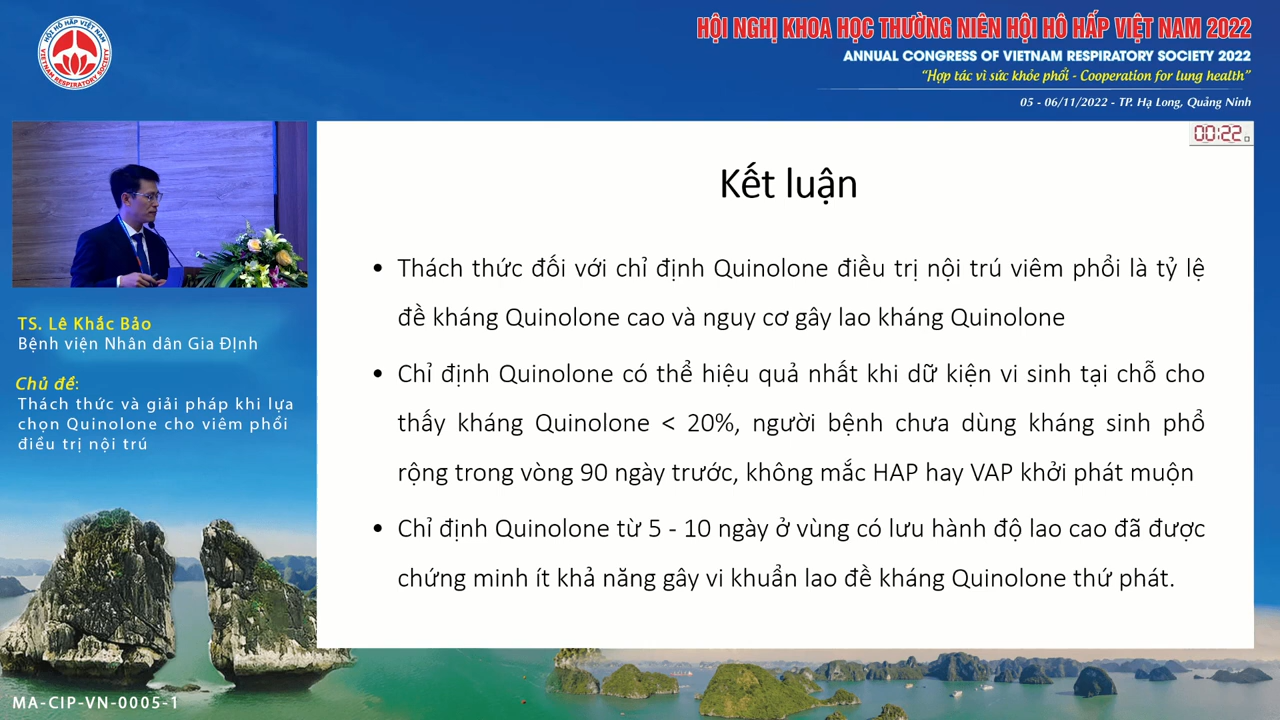 HỘI HÔ HẤP VIỆT NAM
VIETNAM RESPIRATORY SOCIETY
HỘI NGHỊ KHOA HỌC THƯỜNG NIÊN HỘI HÔ HẤP VIỆT NAM 2022
ANNUAL CONGRESS OF VIETNAM RESPIRATORY SOCIETY 2022
“Hợp tác vì sức khỏe phổi - Cooperation for lung health”
05 - 06/11/2022 - TP. Hạ Long, Quảng Ninh
00:22
TS. Lê Khắc Bảo
Bệnh viện Nhân dân Gia Định
Chủ đề:
Thách thức và giải pháp khi lựa
chọn Quinolone cho viêm phổi
điều trị nội trú
Kết luận
• Thách thức đối với chỉ định Quinolone điều trị nội trú viêm phổi là tỷ lệ
đề kháng Quinolone cao và nguy cơ gây lao kháng Quinolone
• Chỉ định Quinolone có thể hiệu quả nhất khi dữ kiện vi sinh tại chỗ cho
thấy kháng Quinolone < 20%, người bệnh chưa dùng kháng sinh phổ
rộng trong vòng 90 ngày trước, không mắc HAP hay VAP khởi phát muộn
• Chỉ định Quinolone từ 5 - 10 ngày ở vùng có lưu hành độ lao cao đã được
chứng minh ít khả năng gây vi khuẩn lao đề kháng Quinolone thứ phát.
MA-CIP-VN-0005-1